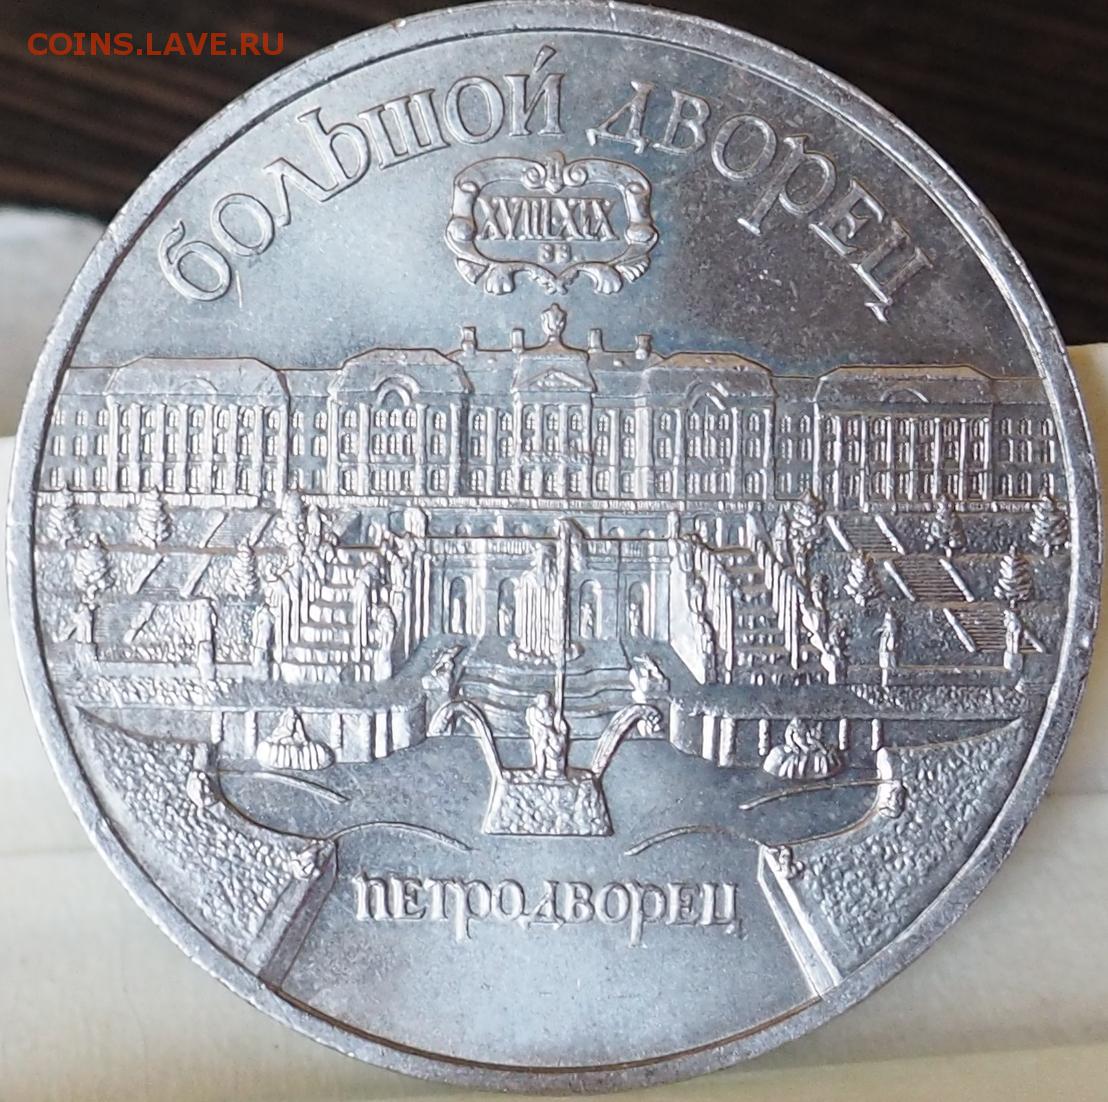 COINS.LAVE.RU
БОЛЬШОЙ ДВОРЕЦ
XVIII-XIX
ВВ.
ПЕТРОДВОРЕЦ